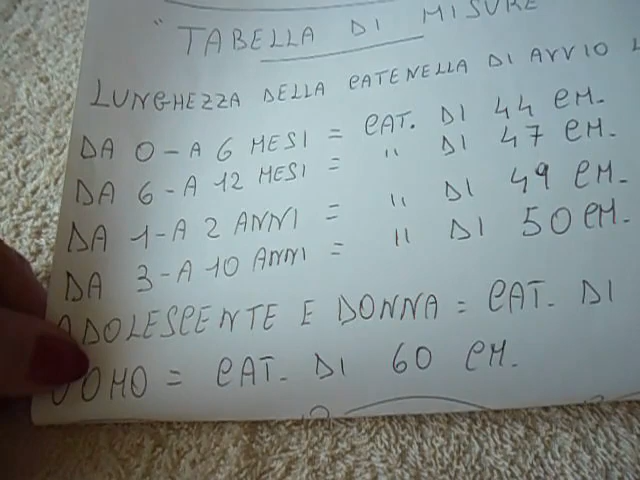 " TABELLA DI MISURE
LUNGHEZZA DELLA CATENELLA DI AVVIO
DA 0-A 6 MESI = CAT. DI 44 CM.
DA 6-A 12 MESI = " DI 47 CM.
DA 1-A 2 ANNI = " DI 49 CM.
DA 3-A 10 ANNI = " DI 50 CM.
ADOLESCENTE E DONNA = CAT. DI
UOMO = CAT. DI 60 CM.